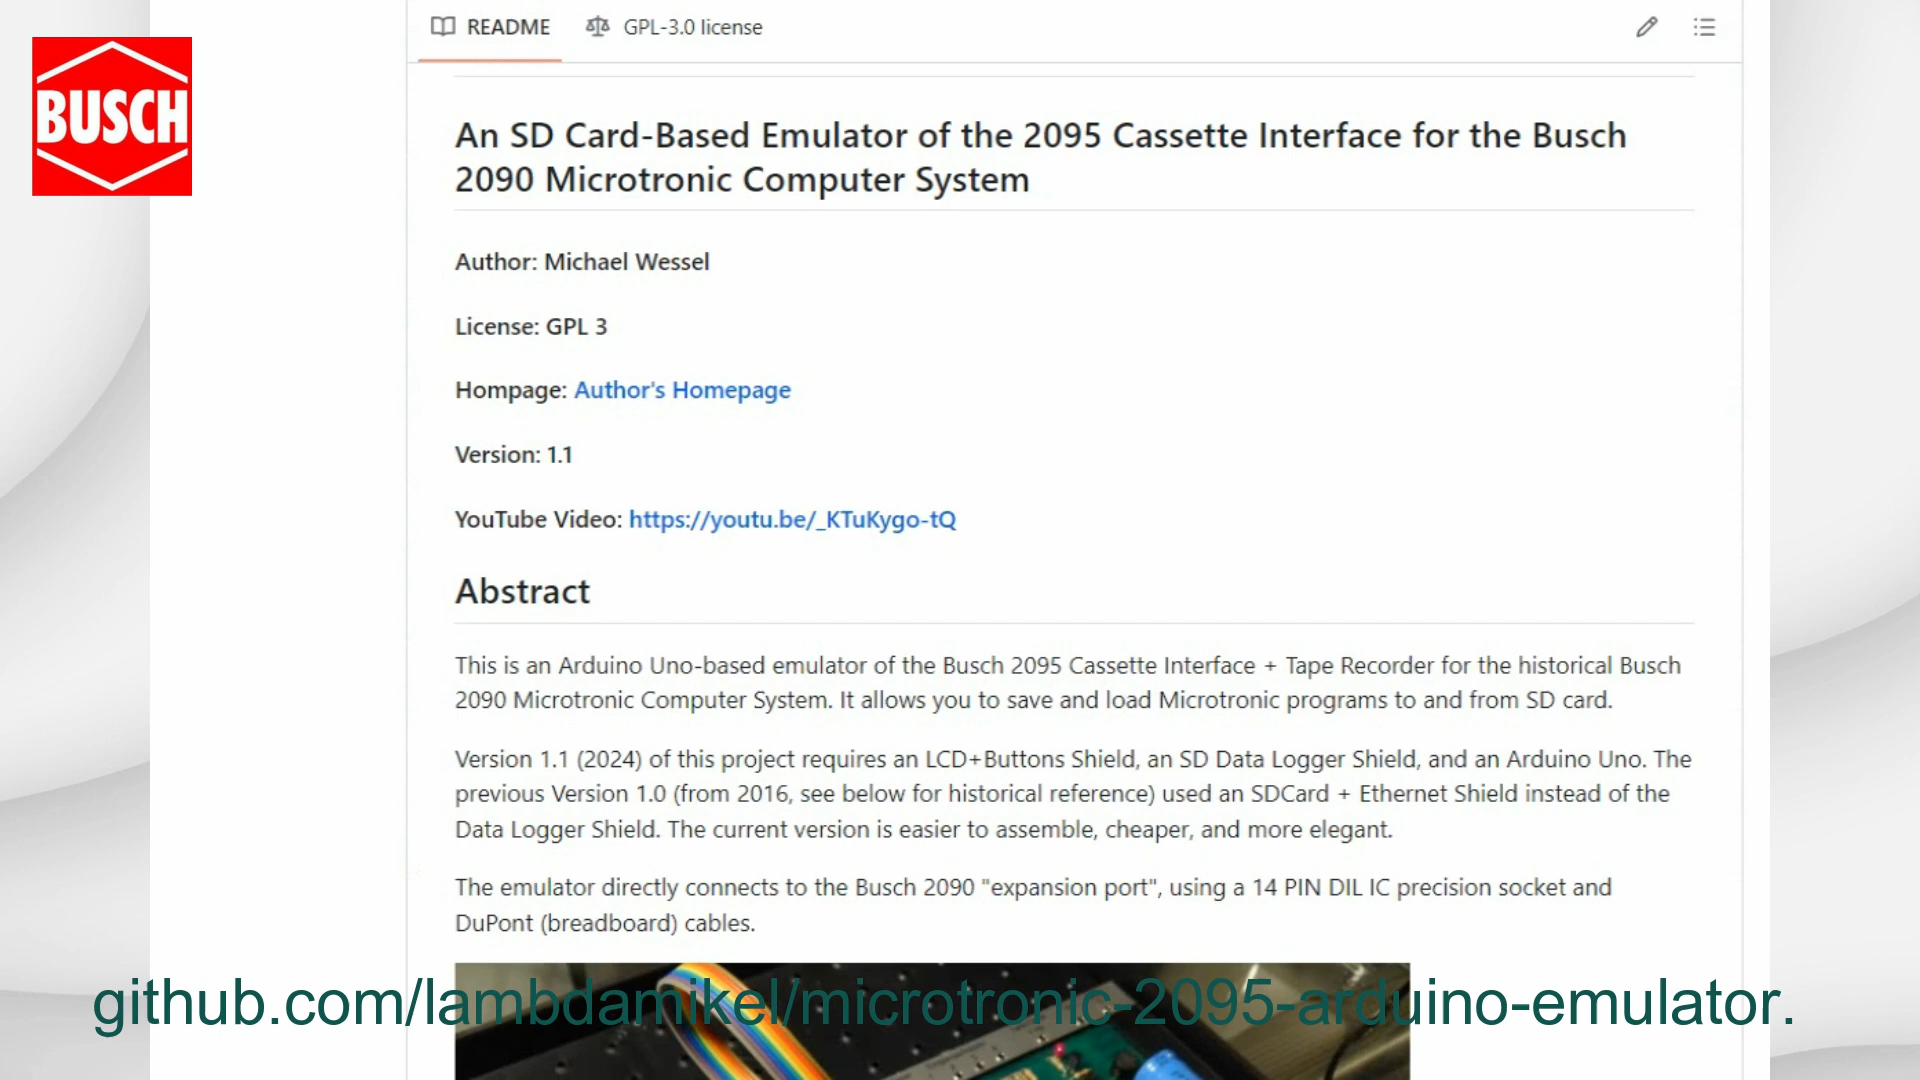 README
GPL-3.0 license
BUSCH
An SD Card-Based Emulator of the 2095 Cassette Interface for the Busch
2090 Microtronic Computer System
Author: Michael Wessel
License: GPL 3
Hompage: Author's Homepage
Version: 1.1
YouTube Video: https://youtu.be/_KTuKygo-tQ
Abstract
This is an Arduino Uno-based emulator of the Busch 2095 Cassette Interface + Tape Recorder for the historical Busch
2090 Microtronic Computer System. It allows you to save and load Microtronic programs to and from SD card.
Version 1.1 (2024) of this project requires an LCD+Buttons Shield, an SD Data Logger Shield, and an Arduino Uno. The
previous Version 1.0 (from 2016, see below for historical reference) used an SDCard + Ethernet Shield instead of the
Data Logger Shield. The current version is easier to assemble, cheaper, and more elegant.
The emulator directly connects to the Busch 2090 "expansion port", using a 14 PIN DIL IC precision socket and
DuPont (breadboard) cables.
github.com/lambdamikel/microtronic-2095-arduino-emulator.